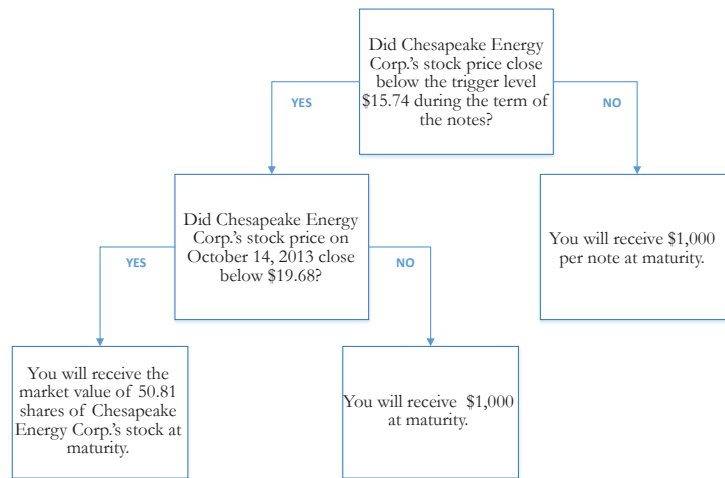 Did Chesapeake Energy
Corp.'s stock price close
below the trigger level
$15.74 during the term of
the notes?
YES
NO
Did Chesapeake Energy
Corp.'s stock price on
October 14, 2013 close
below $19.68?
You will receive $1,000
per note at maturity.
YES
NO
You will receive the
market value of 50.81
shares of Chesapeake
Energy Corp.'s stock at
maturity.
You will receive $1,000
at maturity.